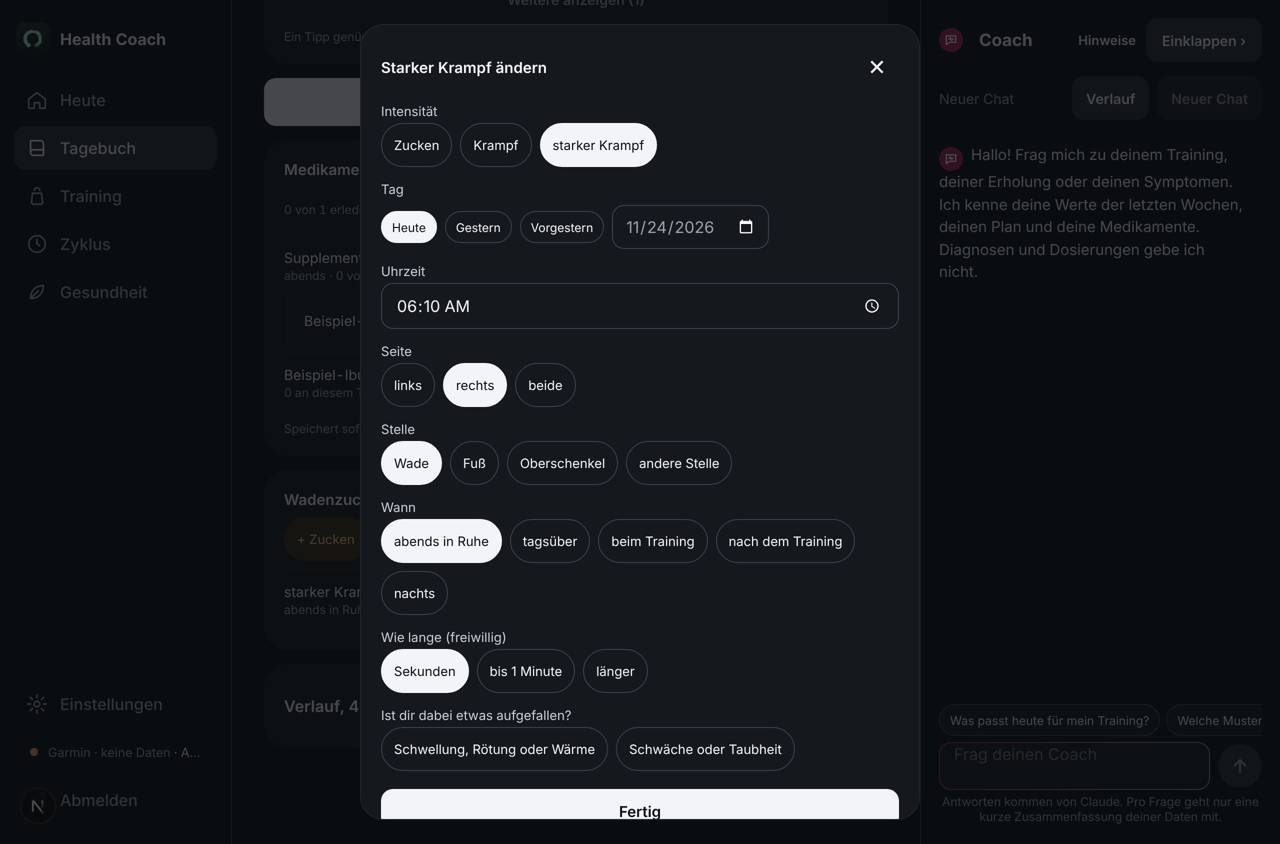 Weitere anzeigen (1)
Health Coach
Heute
Tagebuch
Training
Zyklus
Gesundheit
Einstellungen
Garmin · keine Daten · A...
N
Abmelden
Ein Tipp genü
Medikame
0 von 1 erled
Supplement
abends · 0 vo
Beispiel-
Beispiel-Ibu
0 an diesem T
Speichert sof
Wadenzuc
+ Zucken
starker Kra
abends in Ruh
Verlauf, 4
Starker Krampf ändern
Intensität
Zucken Krampf starker Krampf
Tag
Heute Gestern Vorgestern 11/24/2026
Uhrzeit
06:10 AM
Seite
links rechts beide
Stelle
Wade Fuß Oberschenkel andere Stelle
Wann
abends in Ruhe tagsüber beim Training nach dem Training
nachts
Wie lange (freiwillig)
Sekunden bis 1 Minute länger
Ist dir dabei etwas aufgefallen?
Schwellung, Rötung oder Wärme Schwäche oder Taubheit
Fertig
Coach Hinweise Einklappen ›
Neuer Chat Verlauf Neuer Chat
Hallo! Frag mich zu deinem Training,
deiner Erholung oder deinen Symptomen.
Ich kenne deine Werte der letzten Wochen,
deinen Plan und deine Medikamente.
Diagnosen und Dosierungen gebe ich
nicht.
Was passt heute für mein Training? Welche Muster
Frag deinen Coach
Antworten kommen von Claude. Pro Frage geht nur eine
kurze Zusammenfassung deiner Daten mit.